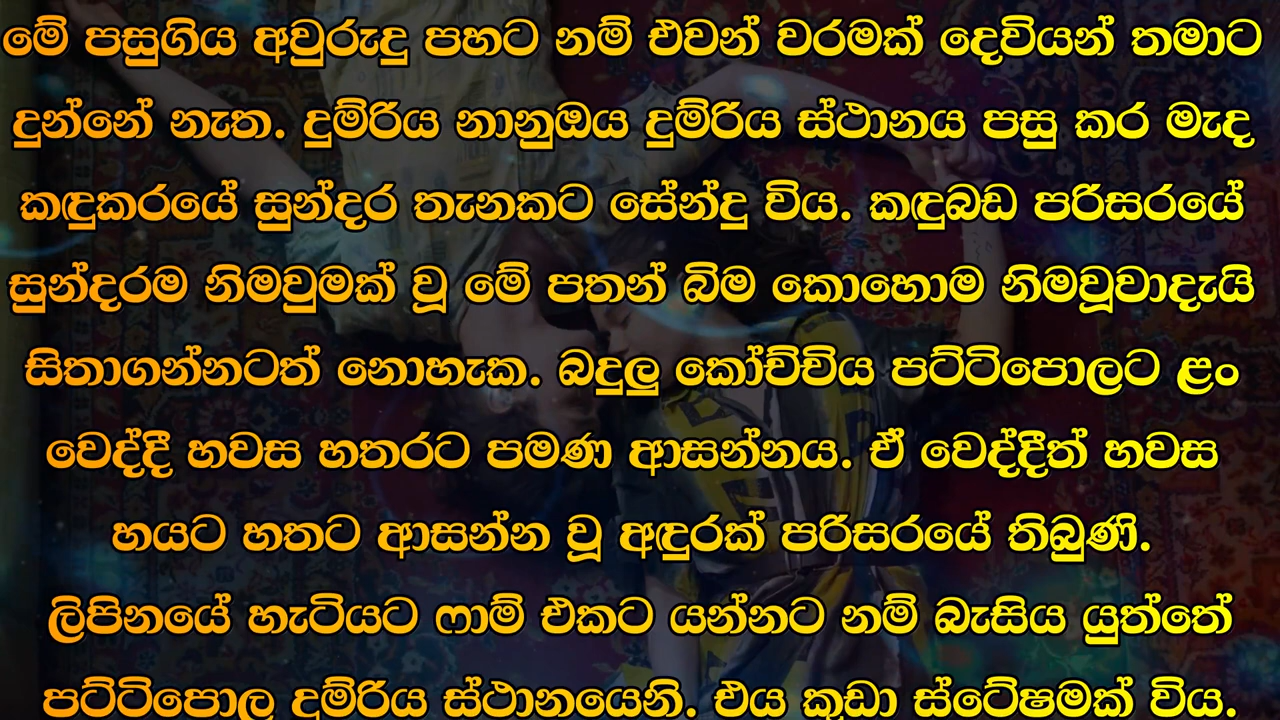 මේ පසුගිය අවුරුදු පහට නම් එවන් වරමක් දෙවියන් තමාට
දුන්නේ නැත. දුම්රිය නානුඔය දුම්රිය ස්ථානය පසු කර මැද
කඳුකරයේ සුන්දර තැනකට සේන්දු විය. කඳුබඩ පරිසරයේ
සුන්දරම නිමවුමක් වූ මේ පතන් බිම කොහොම නිමවූවාදැයි
සිතාගන්නටත් නොහැක. බදුලු කෝච්චිය පට්ටිපොලට ළං
වෙද්දී හවස හතරට පමණ ආසන්නය. ඒ වෙද්දීත් හවස
හයට හතට ආසන්න වූ අඳුරක් පරිසරයේ තිබුණි.
ලිපිනයේ හැටියට ෆාම් එකට යන්නට නම් බැසිය යුත්තේ
පට්ටිපොල දුම්රිය ස්ථානයෙනි. එය කුඩා ස්ටේෂමක් විය.